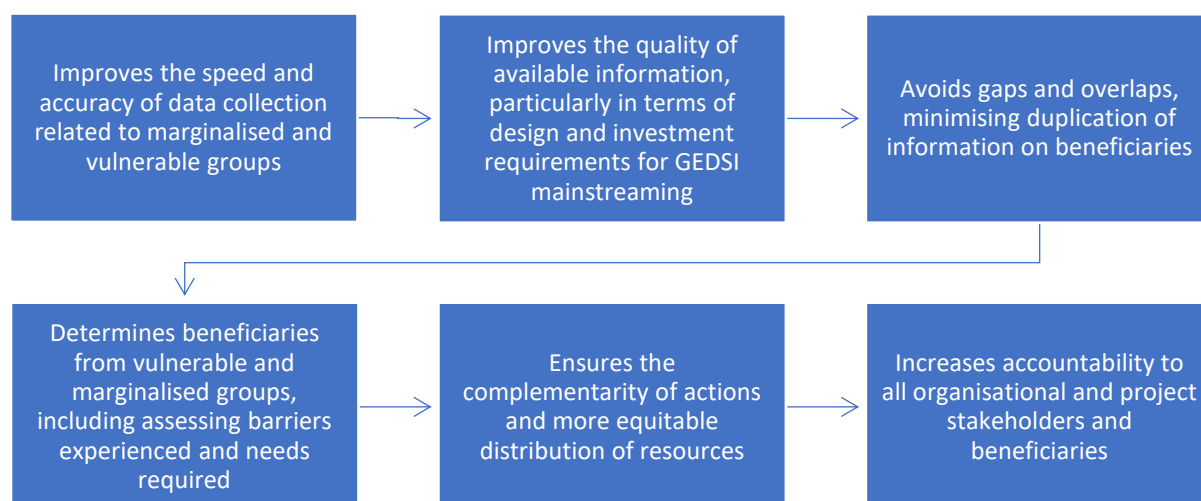 Improves the speed and
accuracy of data collection
related to marginalised and
vulnerable groups
Improves the quality of
available information,
particularly in terms of
design and investment
requirements for GEDSI
mainstreaming
Avoids gaps and overlaps,
minimising duplication of
information on beneficiaries
Determines beneficiaries
from vulnerable and
marginalised groups,
including assessing barriers
experienced and needs
required
Ensures the
complementarity of actions
and more equitable
distribution of resources
Increases accountability to
all organisational and project
stakeholders and
beneficiaries